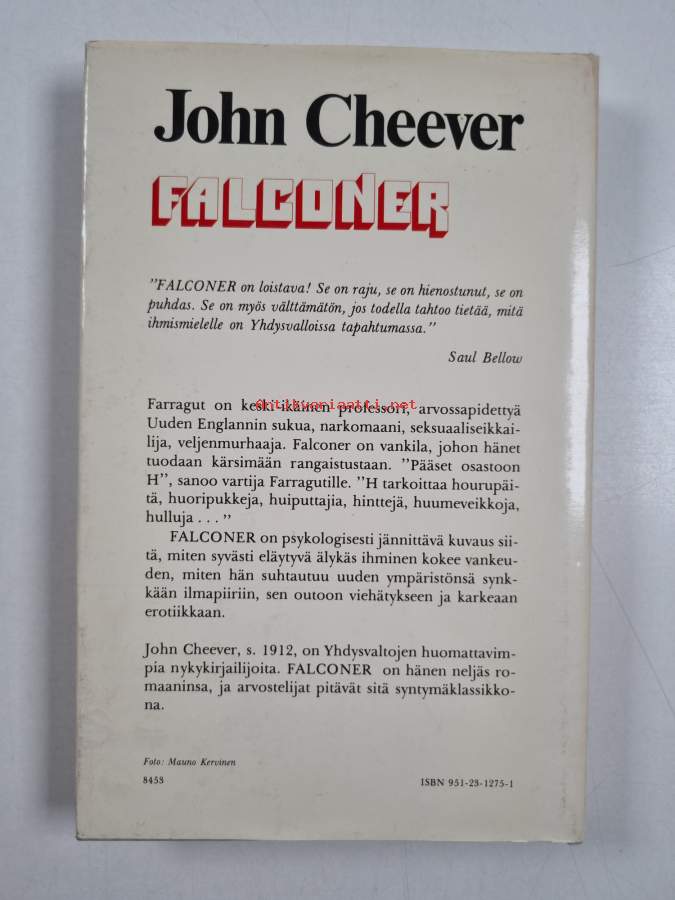 John Cheever
FALCONER
"FALCONER on loistava! Se on raju, se on hienostunut, se on
puhdas. Se on myös välttämätön, jos todella tahtoo tietää, mitä
ihmismielelle on Yhdysvalloissa tapahtumassa."
Saul Bellow
Farragut on keski-ikäinen professori, arvossapidettyä
antikvariaatti.net
Uuden Englannin sukua, narkomaani, seksuaaliseikkai-
lija, veljenmurhaaja. Falconer on vankila, johon hänet
tuodaan kärsimään rangaistustaan. "Pääset osastoon
H", sanoo vartija Farragutille. "H tarkoittaa hourupäi-
tä, huoripukkeja, huiputtajia, hinttejä, huumeveikkoja,
hulluja . . ."
FALCONER on psykologisesti jännittävä kuvaus sii-
tä, miten syvästi eläytyvä älykäs ihminen kokee vankeu-
den, miten hän suhtautuu uuden ympäristönsä synk-
kään ilmapiiriin, sen outoon viehätykseen ja karkeaan
erotiikkaan.
John Cheever, s. 1912, on Yhdysvaltojen huomattavim-
pia nykykirjailijoita. FALCONER on hänen neljäs ro-
maaninsa, ja arvostelijat pitävät sitä syntymäklassikko-
na.
Foto: Mauno Kervinen
8453
ISBN 951-23-1275-1